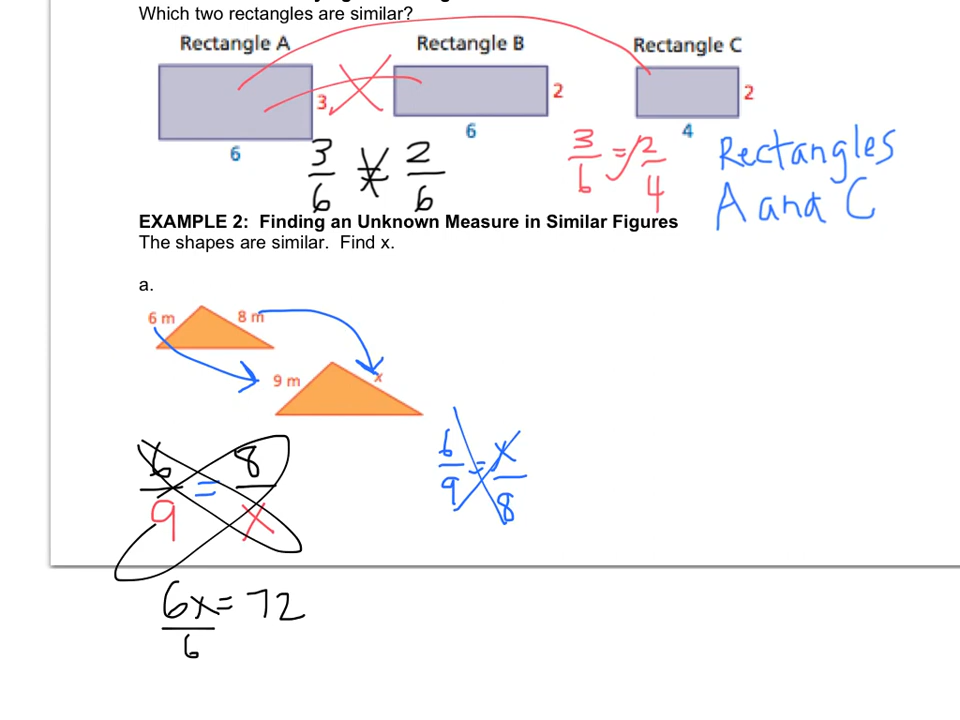 Which two rectangles are similar?
Rectangle A Rectangle B Rectangle C
3 2 2
6 6 4
3/6 ≠ 2/6 3/6 = 2/4 Rectangles
A and C
EXAMPLE 2: Finding an Unknown Measure in Similar Figures
The shapes are similar. Find x.
a.
6 m 8 m
9 m x
6/9 = 8/x 6/9 = x/8
6x = 72
6